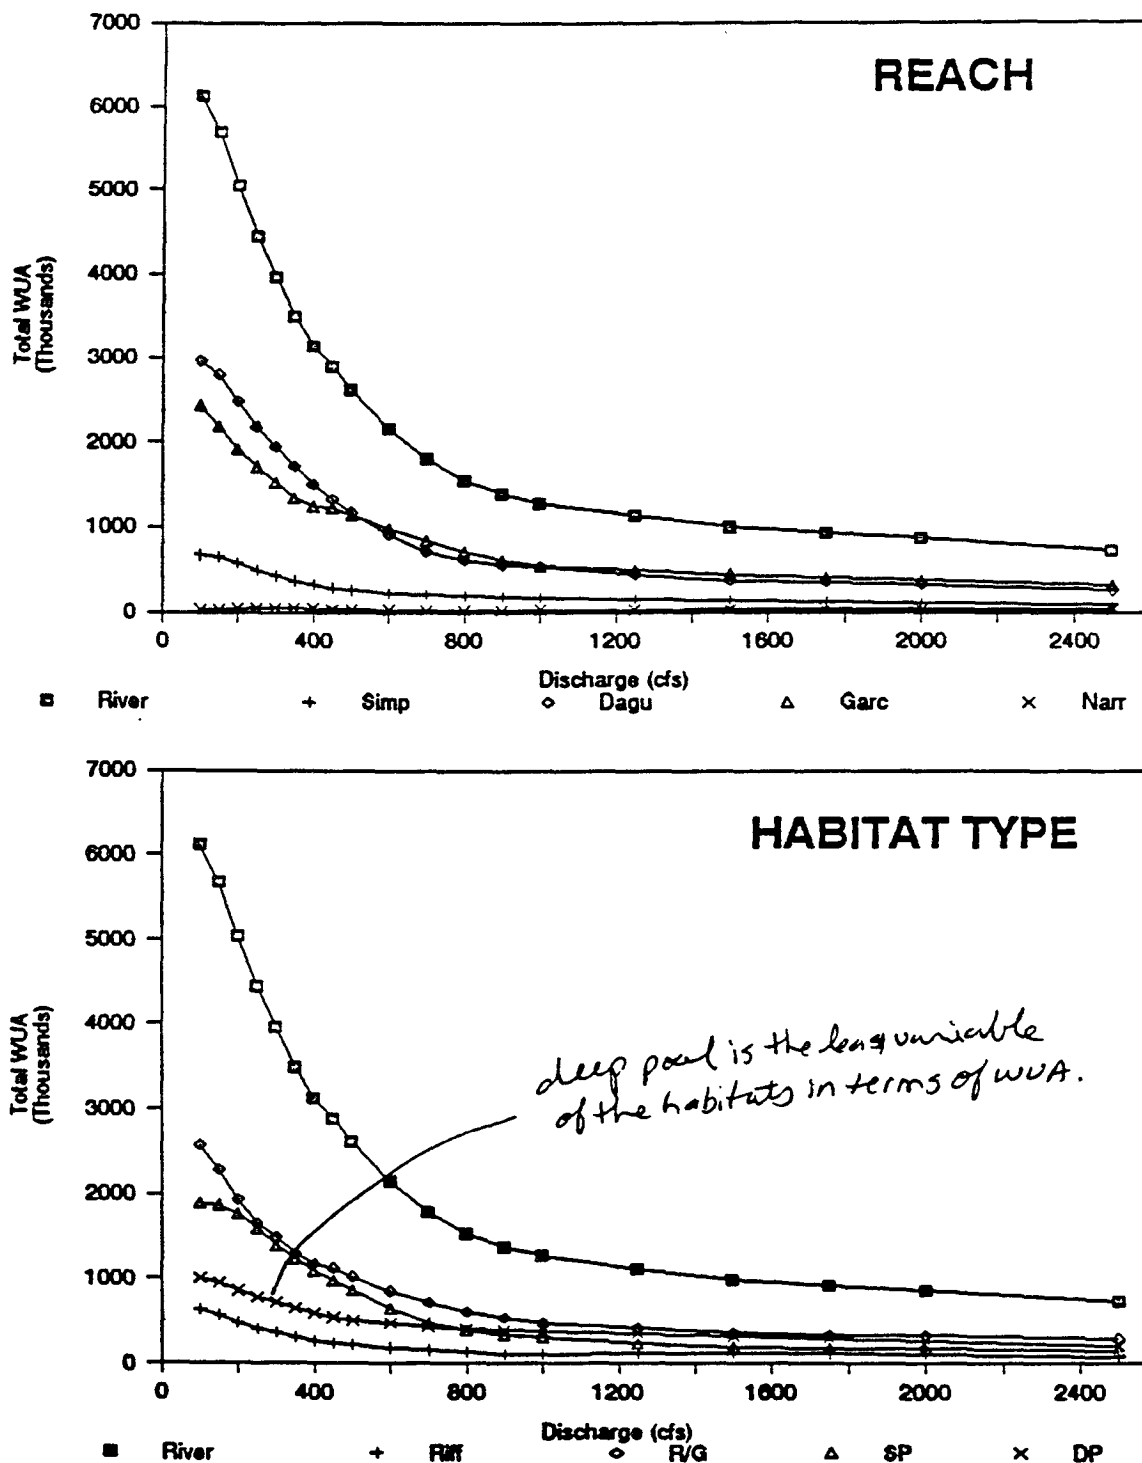 REACH
7000
6000
5000
4000
3000
2000
1000
0
Total WUA
(Thousands)
0 400 800 1200 1600 2000 2400
Discharge (cfs)
River Simp Dagu Garc Narr
HABITAT TYPE
7000
6000
5000
4000
3000
2000
1000
0
Total WUA
(Thousands)
deep pool is the least variable
of the habitats in terms of WUA.
0 400 800 1200 1600 2000 2400
Discharge (cfs)
River Riff R/G SP DP